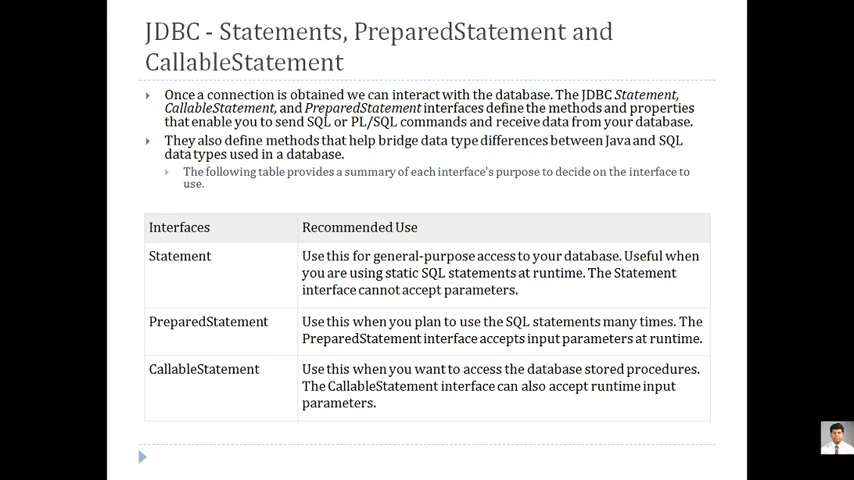 JDBC - Statements, PreparedStatement and
CallableStatement
Once a connection is obtained we can interact with the database. The JDBC Statement,
CallableStatement, and PreparedStatement interfaces define the methods and properties
that enable you to send SQL or PL/SQL commands and receive data from your database.
They also define methods that help bridge data type differences between Java and SQL
data types used in a database.
The following table provides a summary of each interface's purpose to decide on the interface to
use.
Interfaces
Recommended Use
Statement
Use this for general-purpose access to your database. Useful when
you are using static SQL statements at runtime. The Statement
interface cannot accept parameters.
PreparedStatement
Use this when you plan to use the SQL statements many times. The
PreparedStatement interface accepts input parameters at runtime.
CallableStatement
Use this when you want to access the database stored procedures.
The CallableStatement interface can also accept runtime input
parameters.